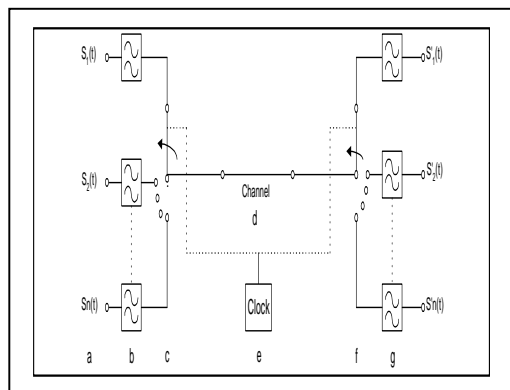 S₁(t) S'₁(t)
S₂(t) S'₂(t)
Channel
d
Sn(t) Clock S'n(t)
a b c e f g